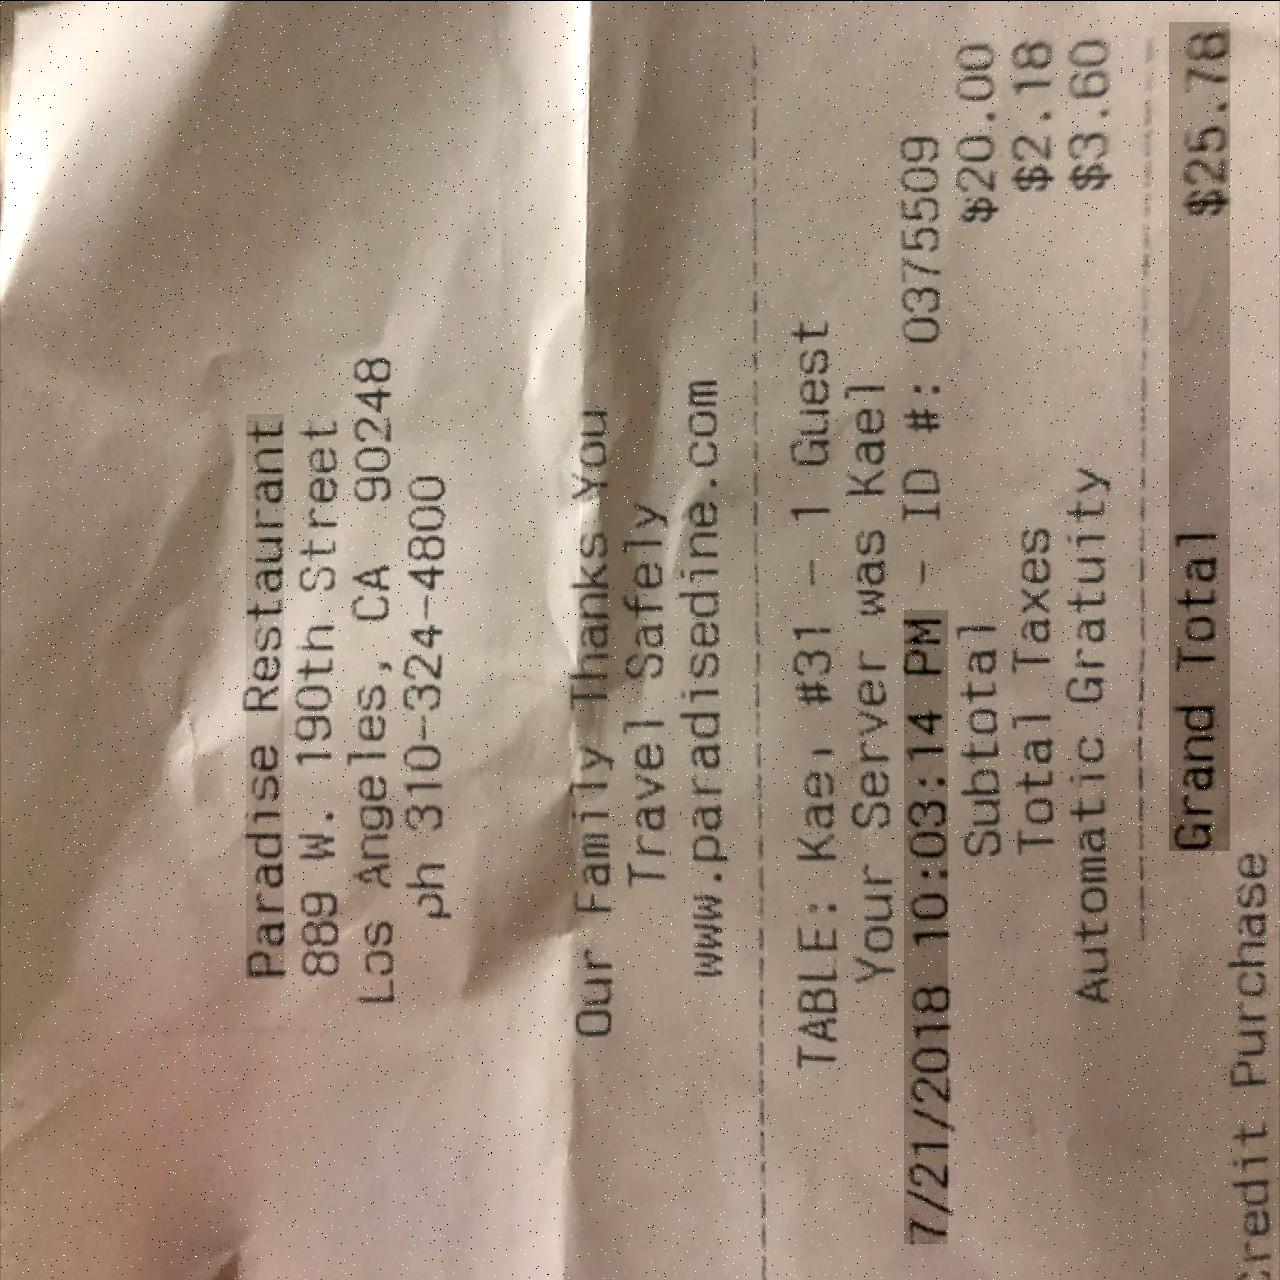 Paradise Restaurant
889 W. 190th Street
Los Angeles, CA 90248
ph 310-324-4800
Our Family Thanks You
Travel Safely
www.paradisedine.com
TABLE: Kael #31 - 1 Guest
Your Server was Kael
7/21/2018 10:03:14 PM - ID #: 0375509
Subtotal $20.00
Total Taxes $2.18
Automatic Gratuity $3.60
Grand Total $25.78
Credit Purchase